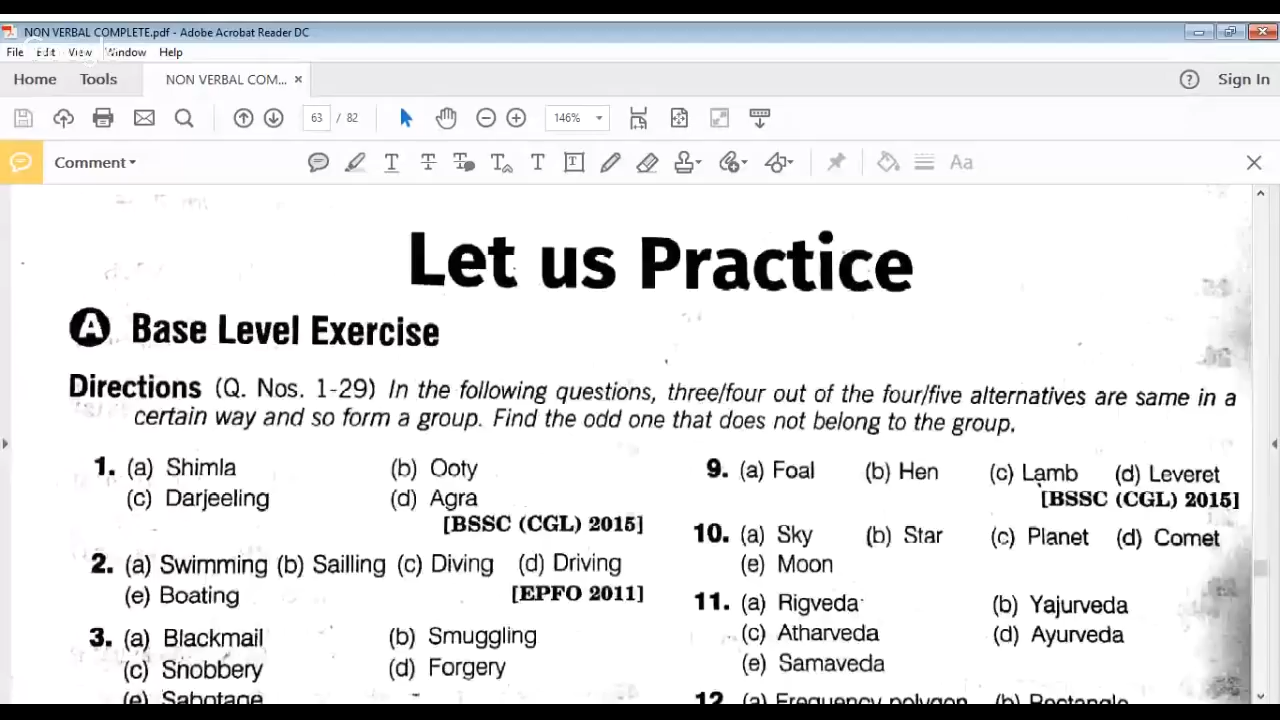 NON VERBAL COMPLETE.pdf - Adobe Acrobat Reader DC
File Edit View Window Help
Home Tools NON VERBAL COM... × Sign In
63 / 82 146%
Comment
Let us Practice
A Base Level Exercise
Directions (Q. Nos. 1-29) In the following questions, three/four out of the four/five alternatives are same in a
certain way and so form a group. Find the odd one that does not belong to the group.
1. (a) Shimla (b) Ooty
(c) Darjeeling (d) Agra
[BSSC (CGL) 2015]
2. (a) Swimming (b) Sailling (c) Diving (d) Driving
(e) Boating [EPFO 2011]
3. (a) Blackmail (b) Smuggling
(c) Snobbery (d) Forgery
(e) Sabotage
9. (a) Foal (b) Hen (c) Lamb (d) Leveret
[BSSC (CGL) 2015]
10. (a) Sky (b) Star (c) Planet (d) Comet
(e) Moon
11. (a) Rigveda (b) Yajurveda
(c) Atharveda (d) Ayurveda
(e) Samaveda
12. (a) Frequency polygon (b) Rectangle